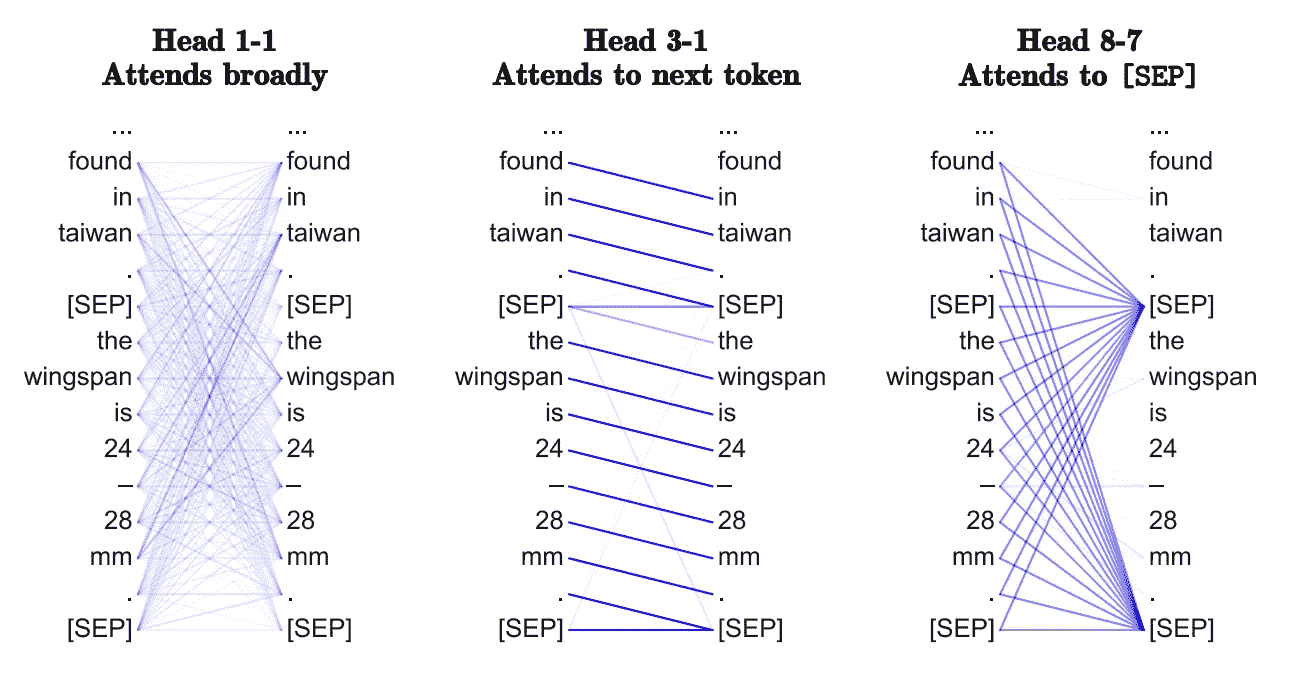 Head 1-1
Attends broadly
...
found
in
taiwan
.
[SEP]
the
wingspan
is
24
–
28
mm
.
[SEP]
...
found
in
taiwan
.
[SEP]
the
wingspan
is
24
–
28
mm
.
[SEP]
Head 3-1
Attends to next token
...
found
in
taiwan
.
[SEP]
the
wingspan
is
24
–
28
mm
.
[SEP]
...
found
in
taiwan
.
[SEP]
the
wingspan
is
24
–
28
mm
.
[SEP]
Head 8-7
Attends to [SEP]
...
found
in
taiwan
.
[SEP]
the
wingspan
is
24
–
28
mm
.
[SEP]
...
found
in
taiwan
.
[SEP]
the
wingspan
is
24
–
28
mm
.
[SEP]